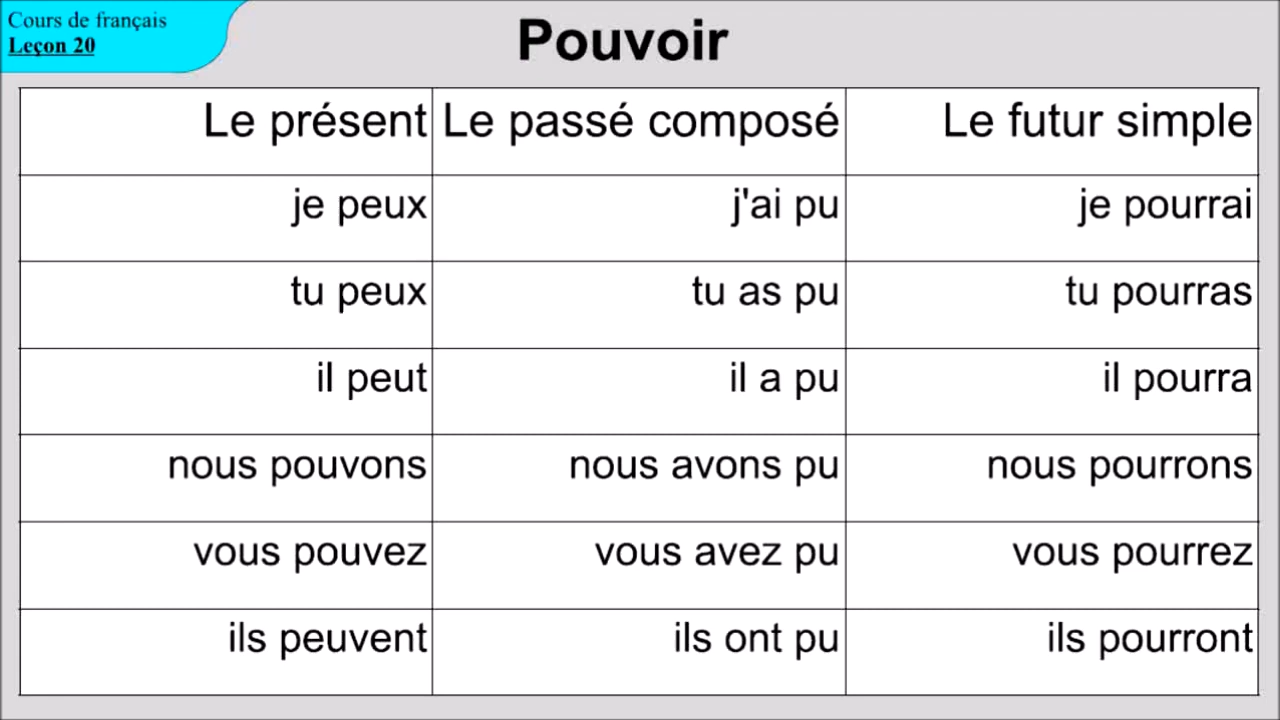 Cours de français
Leçon 20
Pouvoir
Le présent Le passé composé Le futur simple
je peux j'ai pu je pourrai
tu peux tu as pu tu pourras
il peut il a pu il pourra
nous pouvons nous avons pu nous pourrons
vous pouvez vous avez pu vous pourrez
ils peuvent ils ont pu ils pourront